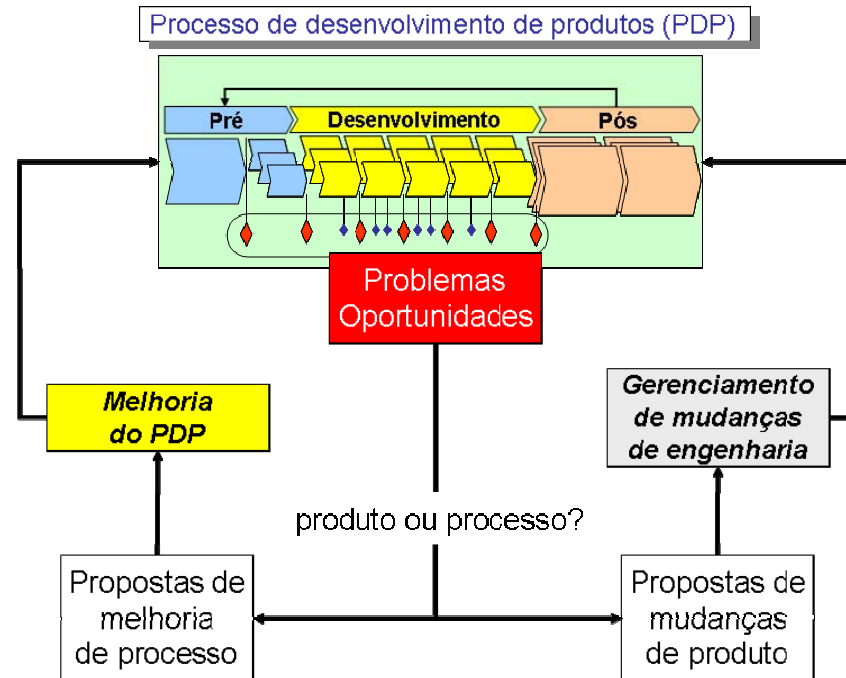 Processo de desenvolvimento de produtos (PDP)
Pré
Desenvolvimento
Pós
Problemas
Oportunidades
Melhoria
do PDP
Gerenciamento
de mudanças
de engenharia
produto ou processo?
Propostas de
melhoria
de processo
Propostas de
mudanças
de produto